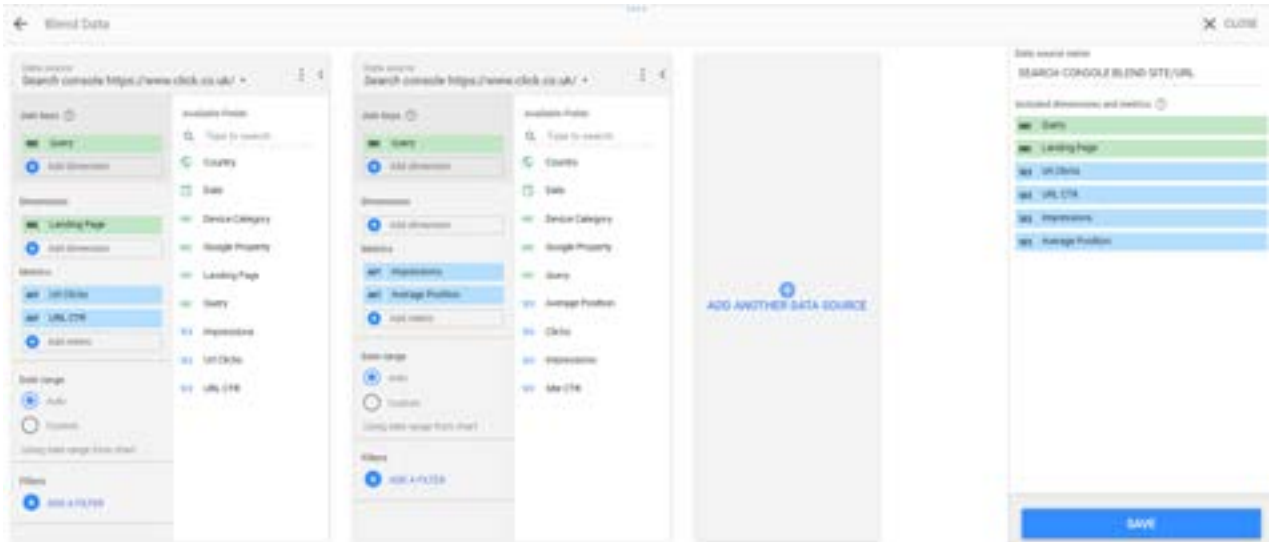 Blend Data
CLOSE
Data source
Search console https://www.click.co.uk/
Join keys
Query
Add dimension
Dimensions
Landing Page
Add dimension
Metrics
Url Clicks
URL CTR
Add metric
Date range
Auto
Custom
Using date range from chart
Filters
ADD A FILTER
Available Fields
Type to search
Country
Date
Device Category
Google Property
Landing Page
Query
Impressions
Url Clicks
URL CTR
Data source
Search console https://www.click.co.uk/
Join keys
Query
Add dimension
Dimensions
Add dimension
Metrics
Impressions
Average Position
Add metric
Date range
Auto
Custom
Using date range from chart
Filters
ADD A FILTER
Available Fields
Type to search
Country
Date
Device Category
Google Property
Query
Average Position
Clicks
Impressions
Site CTR
ADD ANOTHER DATA SOURCE
Data source name
SEARCH CONSOLE BLEND SITE/URL
Included dimensions and metrics
Query
Landing Page
Url Clicks
URL CTR
Impressions
Average Position
SAVE